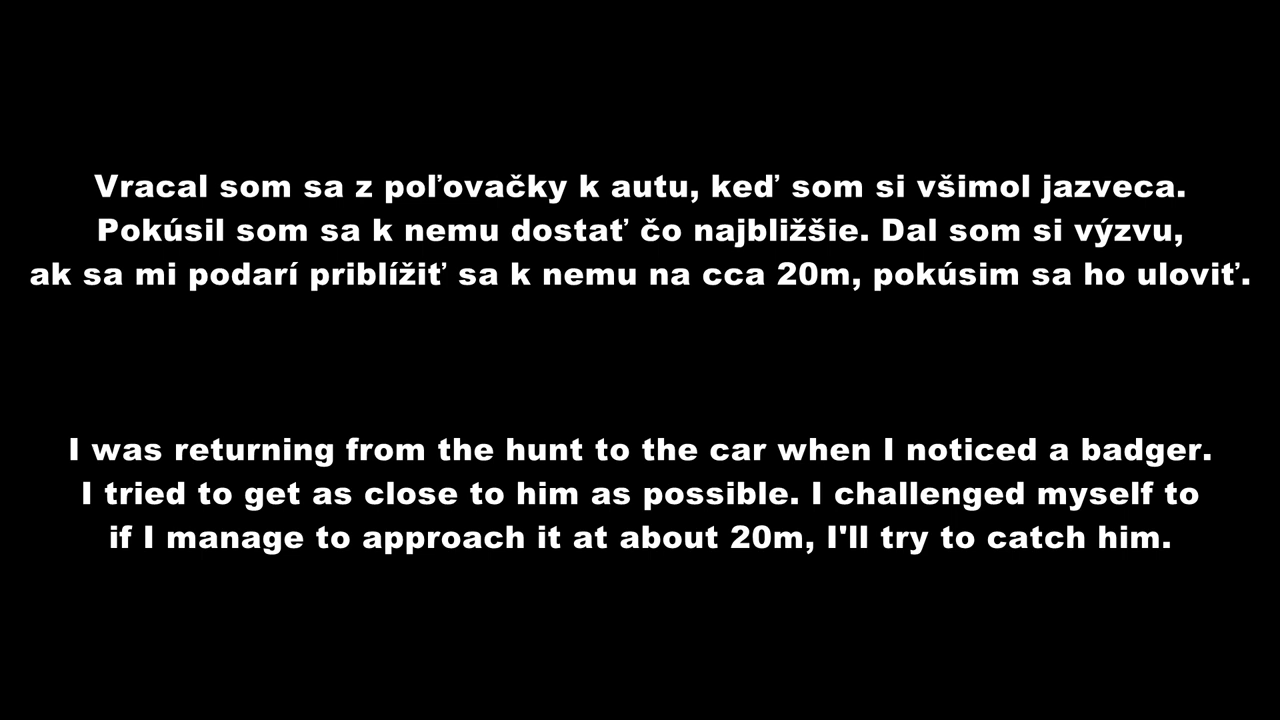 Vracal som sa z poľovačky k autu, keď som si všimol jazveca.
Pokúsil som sa k nemu dostať čo najbližšie. Dal som si výzvu,
ak sa mi podarí priblížiť sa k nemu na cca 20m, pokúsim sa ho uloviť.
I was returning from the hunt to the car when I noticed a badger.
I tried to get as close to him as possible. I challenged myself to
if I manage to approach it at about 20m, I'll try to catch him.